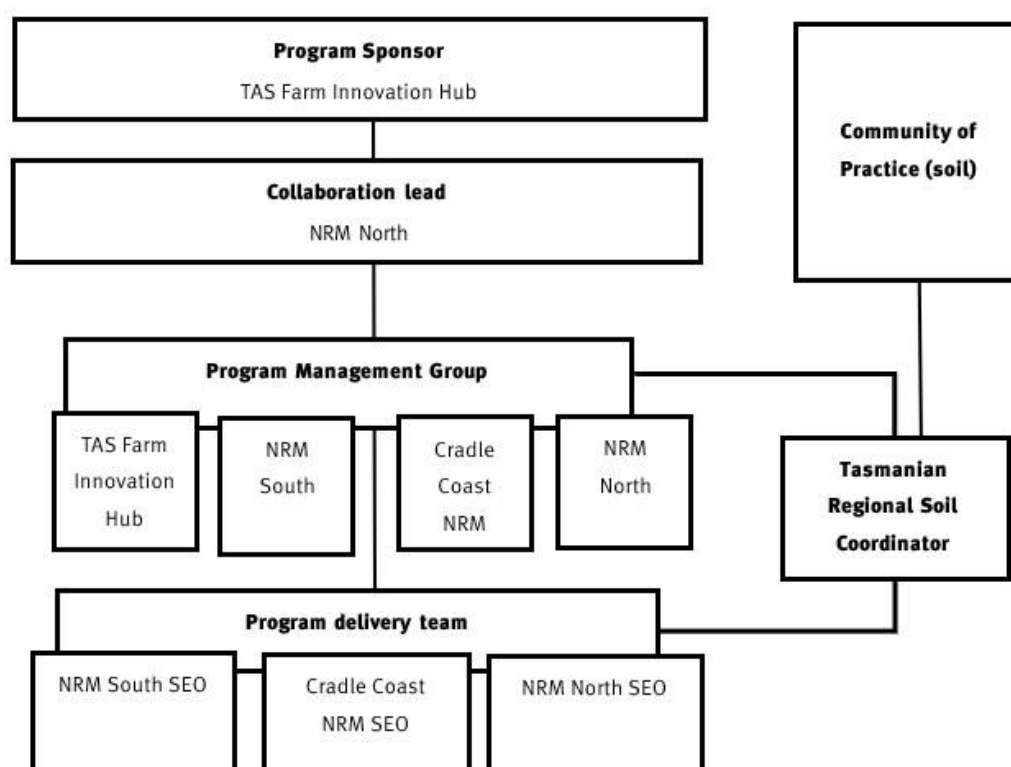 Program Sponsor
TAS Farm Innovation Hub
Community of
Practice (soil)
Collaboration lead
NRM North
Program Management Group
TAS Farm
Innovation
Hub
NRM
South
Cradle
Coast
NRM
NRM
North
Tasmanian
Regional Soil
Coordinator
Program delivery team
NRM South SEO
Cradle Coast
NRM SEO
NRM North SEO